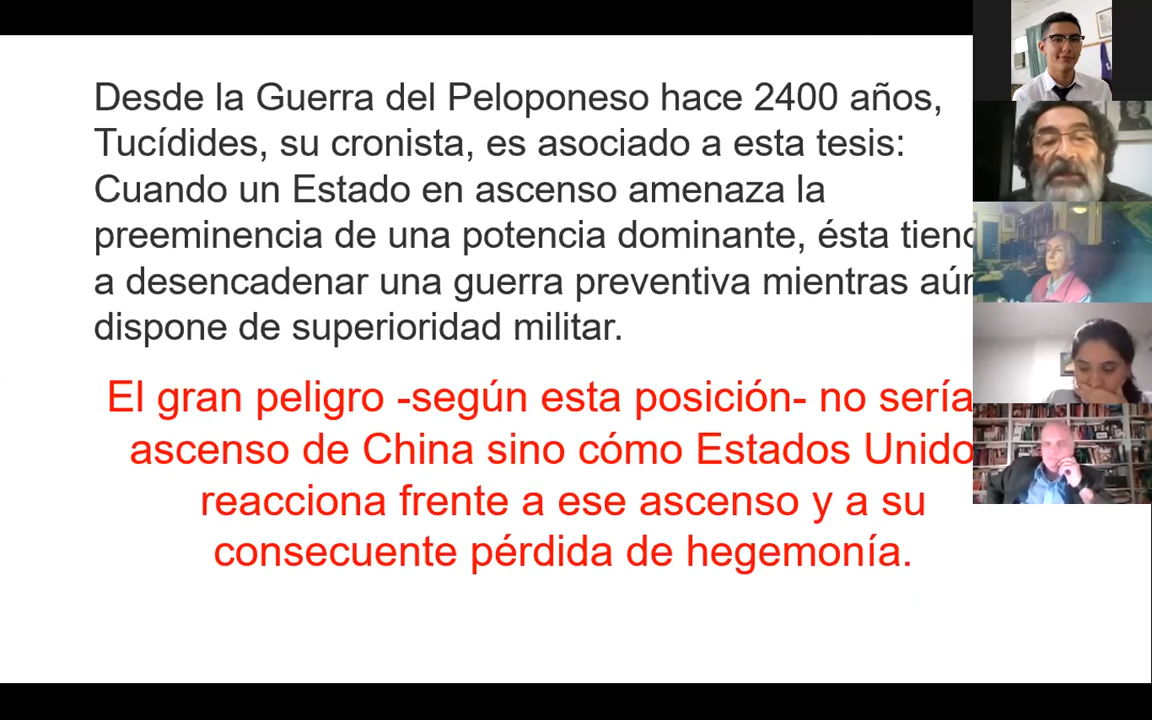 Desde la Guerra del Peloponeso hace 2400 años,
Tucídides, su cronista, es asociado a esta tesis:
Cuando un Estado en ascenso amenaza la
preeminencia de una potencia dominante, ésta tiend
a desencadenar una guerra preventiva mientras aún
dispone de superioridad militar.
El gran peligro -según esta posición- no sería
ascenso de China sino cómo Estados Unido
reacciona frente a ese ascenso y a su
consecuente pérdida de hegemonía.